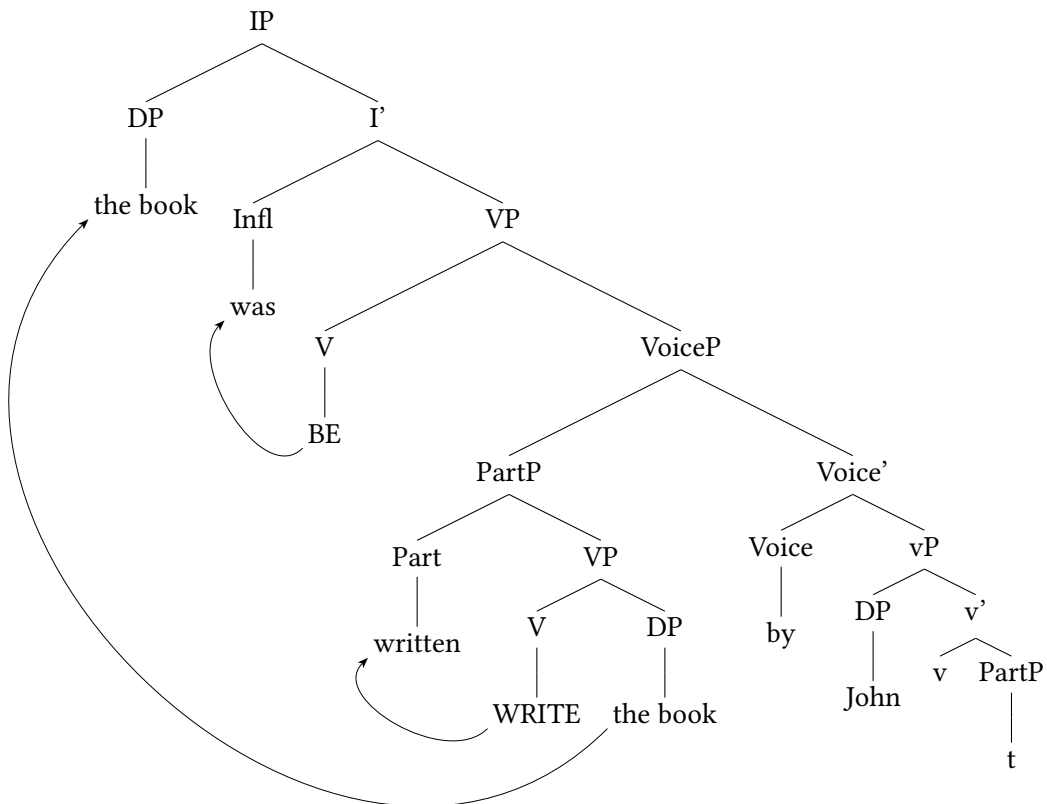 IP
DP I’
the book Infl VP
was
V VoiceP
BE
PartP Voice’
Part VP Voice vP
written V DP by DP v’
WRITE the book John v PartP
t